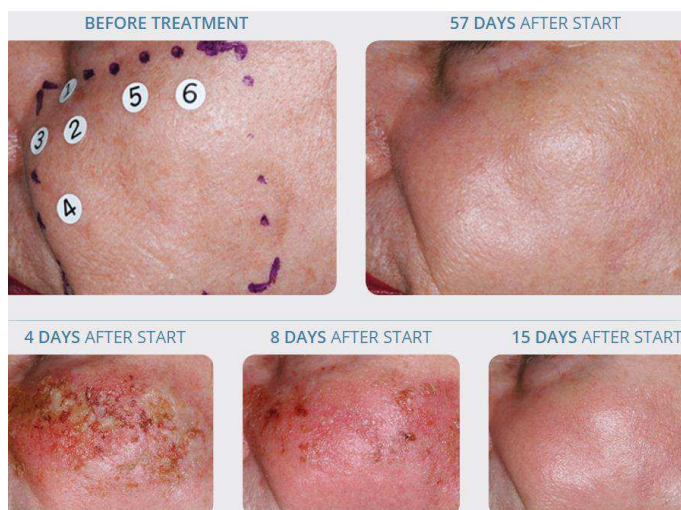 BEFORE TREATMENT
57 DAYS AFTER START
1
5
6
3
2
4
4 DAYS AFTER START
8 DAYS AFTER START
15 DAYS AFTER START